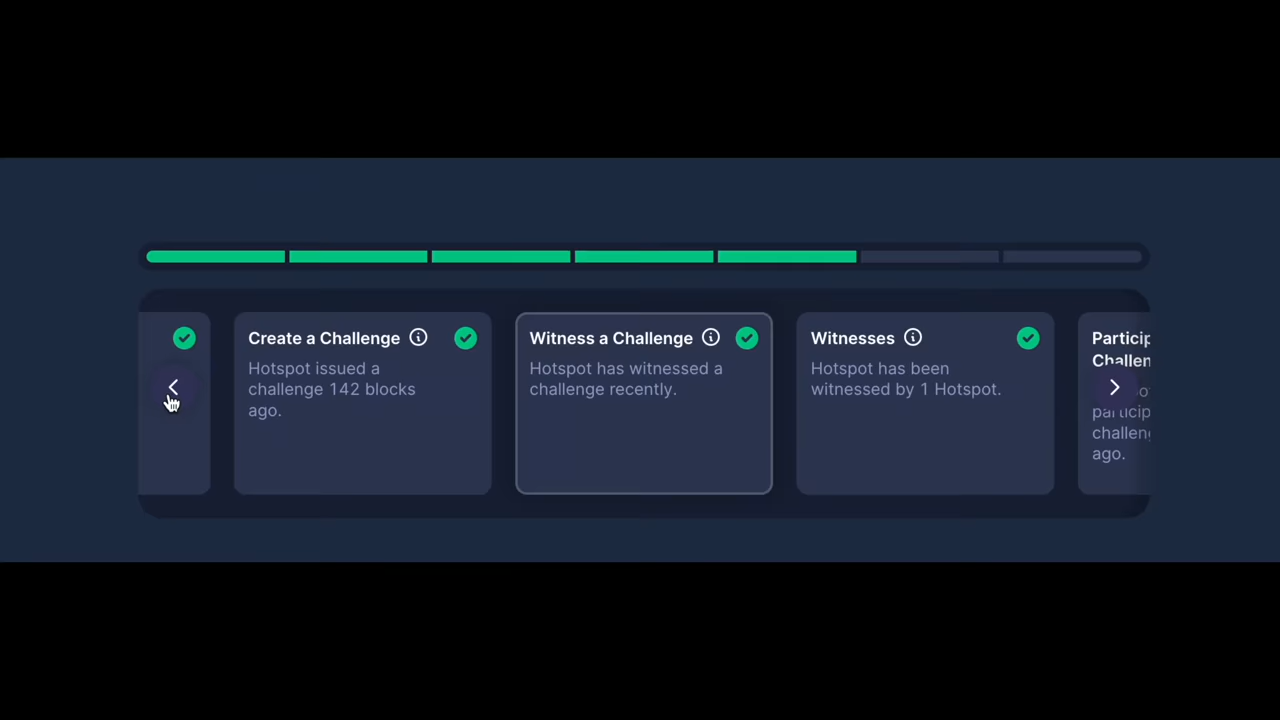 Create a Challenge
Hotspot issued a
challenge 142 blocks
ago.
Witness a Challenge
Hotspot has witnessed a
challenge recently.
Witnesses
Hotspot has been
witnessed by 1 Hotspot.
ago.